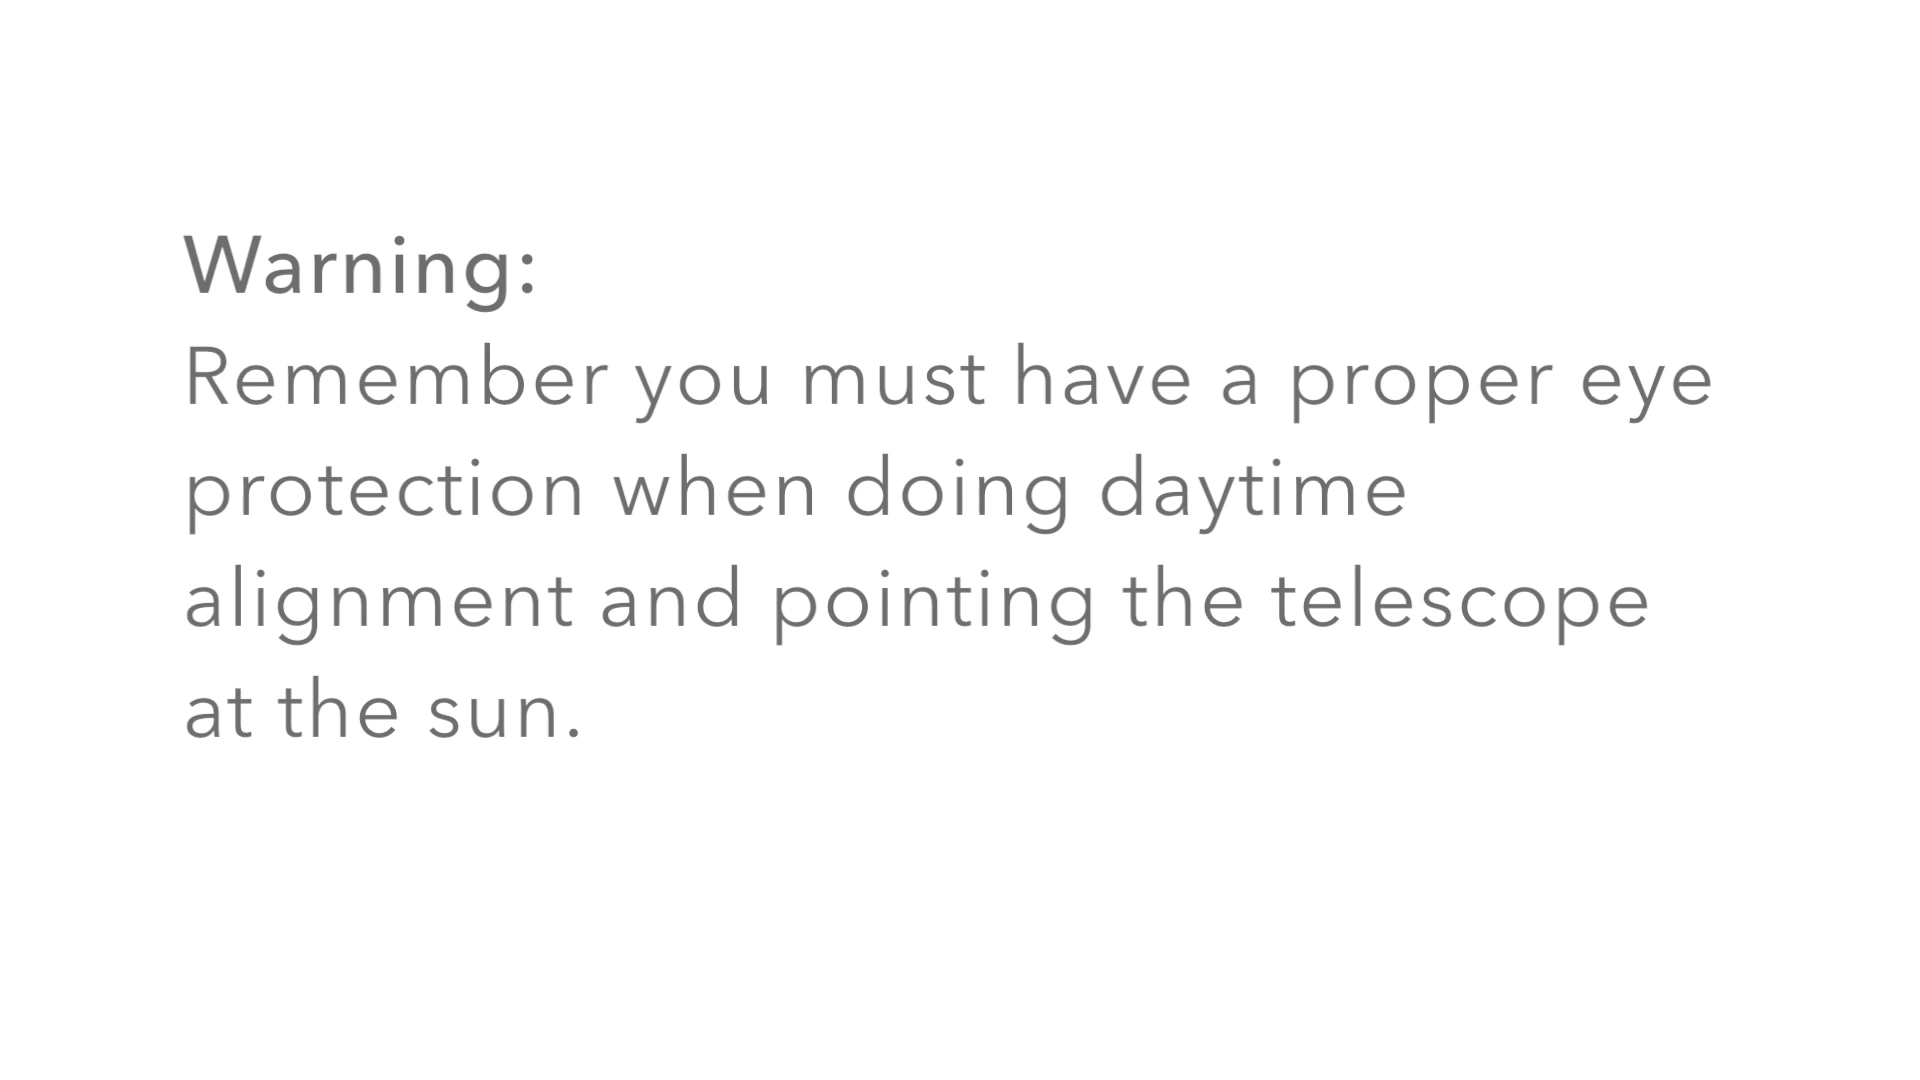 Warning:
Remember you must have a proper eye
protection when doing daytime
alignment and pointing the telescope
at the sun.